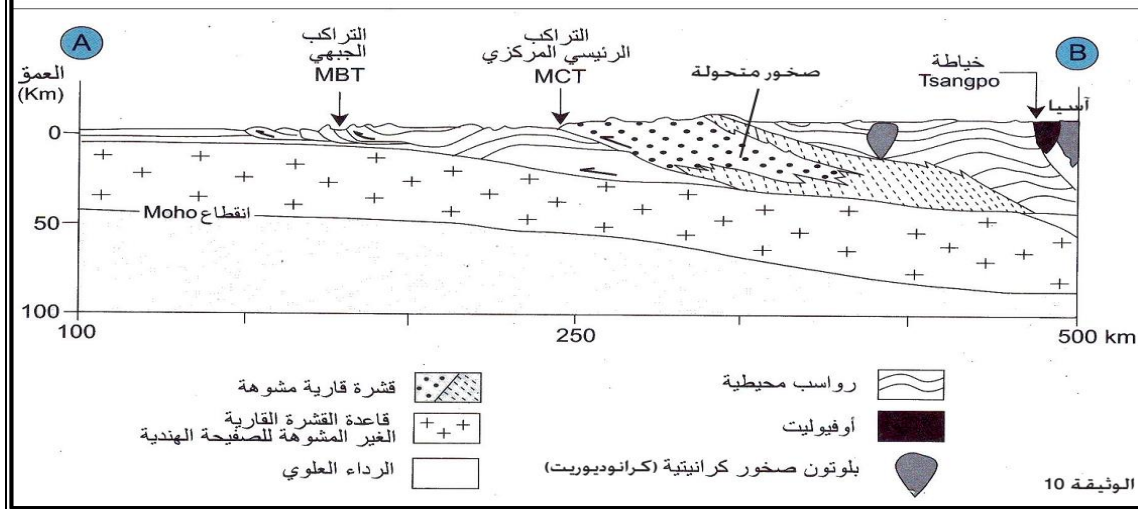 A
التراكب
الجبهي
MBT
التراكب
الرئيسي المركزي
MCT
صخور متحولة
خياطة
Tsangpo
B
آسيا
العمق
(Km)
0
50
100
انقطاع Moho
100
250
500 km
قشرة قارية مشوهة
قاعدة القشرة القارية
الغير المشوهة للصفيحة الهندية
الرداء العلوي
رواسب محيطية
أوفيوليت
بلوتون صخور كرانيتية (كرانوديوريت)
الوثيقة 10